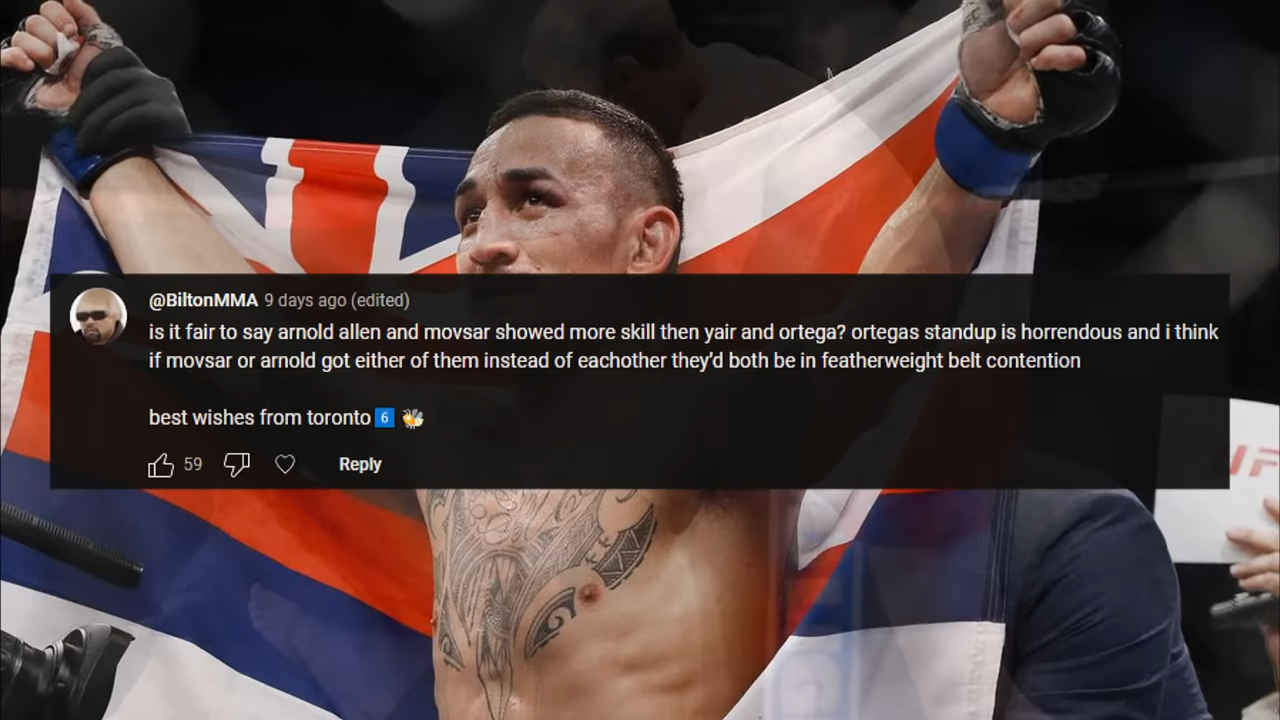 @BiltonMMA 9 days ago (edited)
is it fair to say arnold allen and movsar showed more skill then yair and ortega? ortegas standup is horrendous and i think
if movsar or arnold got either of them instead of eachother they'd both be in featherweight belt contention
best wishes from toronto 6️⃣ 🐝
59
Reply